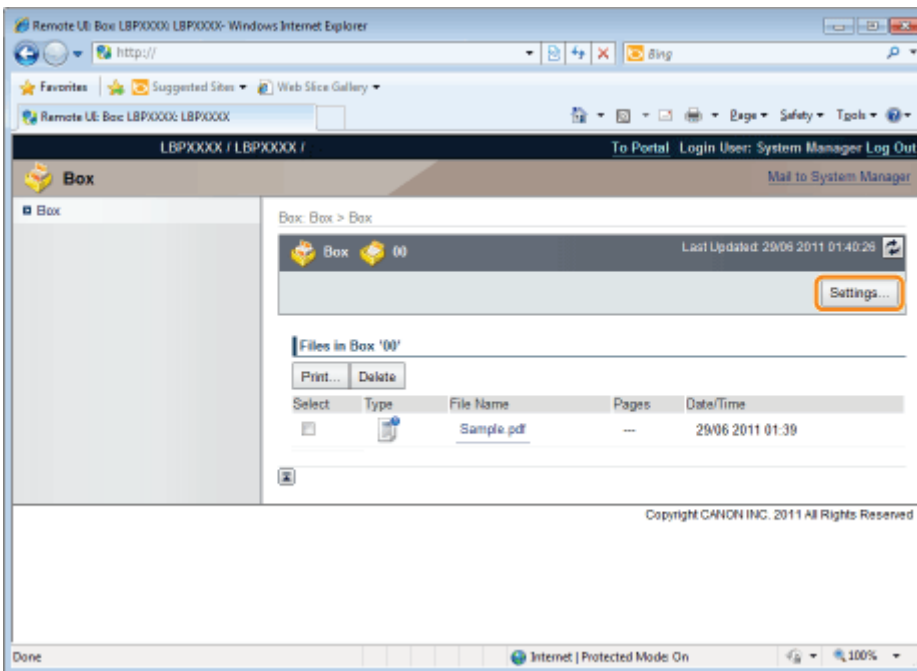 Remote UI: Box: LBPXXXX: LBPXXXX- Windows Internet Explorer
http://
Bing
Favorites Suggested Sites Web Slice Gallery
Remote UI: Box: LBPXXXX: LBPXXXX
Page Safety Tools
LBPXXXX / LBPXXXX /
To Portal Login User: System Manager Log Out
Box
Mail to System Manager
Box
Box: Box > Box
Box 00
Last Updated: 29/06 2011 01:40:26
Settings...
Files in Box '00'
Print... Delete
Select Type File Name Pages Date/Time
Sample.pdf --- 29/06 2011 01:39
Copyright CANON INC. 2011 All Rights Reserved
Done Internet | Protected Mode: On 100%